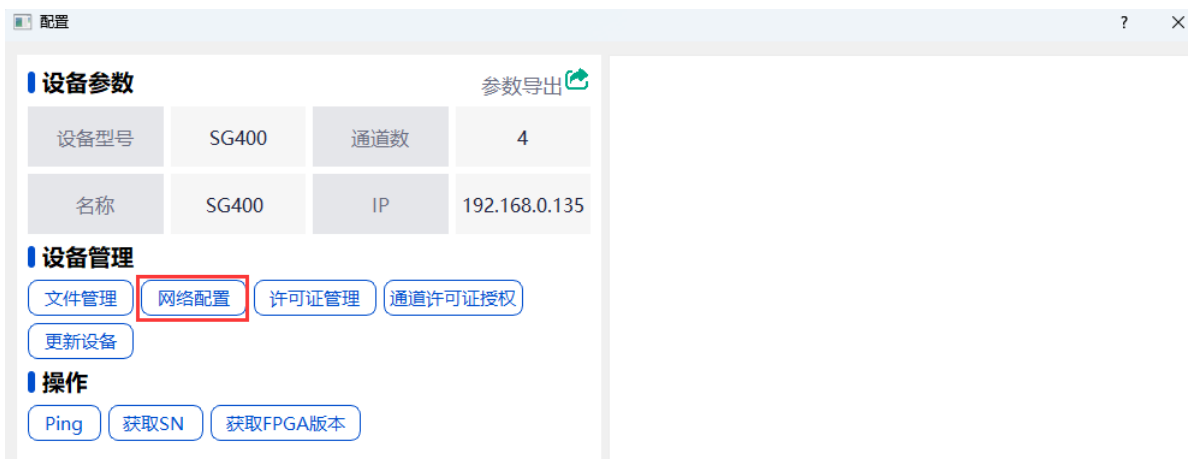 配置
?
设备参数 参数导出
设备型号 SG400 通道数 4
名称 SG400 IP 192.168.0.135
设备管理
文件管理 网络配置 许可证管理 通道许可证授权
更新设备
操作
Ping 获取SN 获取FPGA版本